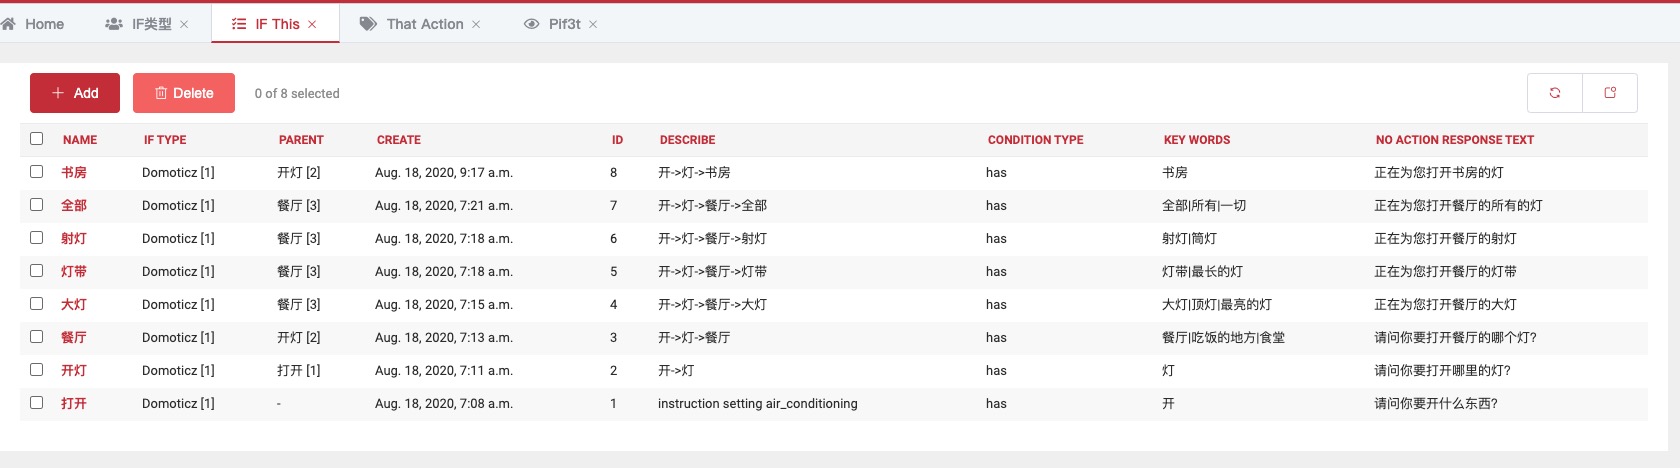 Home IF类型 IF This That Action Pif3t
Add Delete 0 of 8 selected
NAME IF TYPE PARENT CREATE ID DESCRIBE CONDITION TYPE KEY WORDS NO ACTION RESPONSE TEXT
书房 Domoticz [1] 开灯 [2] Aug. 18, 2020, 9:17 a.m. 8 开->灯->书房 has 书房 正在为您打开书房的灯
全部 Domoticz [1] 餐厅 [3] Aug. 18, 2020, 7:21 a.m. 7 开->灯->餐厅->全部 has 全部|所有|一切 正在为您打开餐厅的所有的灯
射灯 Domoticz [1] 餐厅 [3] Aug. 18, 2020, 7:18 a.m. 6 开->灯->餐厅->射灯 has 射灯|筒灯 正在为您打开餐厅的射灯
灯带 Domoticz [1] 餐厅 [3] Aug. 18, 2020, 7:18 a.m. 5 开->灯->餐厅->灯带 has 灯带|最长的灯 正在为您打开餐厅的灯带
大灯 Domoticz [1] 餐厅 [3] Aug. 18, 2020, 7:15 a.m. 4 开->灯->餐厅->大灯 has 大灯|顶灯|最亮的灯 正在为您打开餐厅的大灯
餐厅 Domoticz [1] 开灯 [2] Aug. 18, 2020, 7:13 a.m. 3 开->灯->餐厅 has 餐厅|吃饭的地方|食堂 请问你要打开餐厅的哪个灯?
开灯 Domoticz [1] 打开 [1] Aug. 18, 2020, 7:11 a.m. 2 开->灯 has 灯 请问你要打开哪里的灯?
打开 Domoticz [1] - Aug. 18, 2020, 7:08 a.m. 1 instruction setting air_conditioning has 开 请问你要开什么东西?